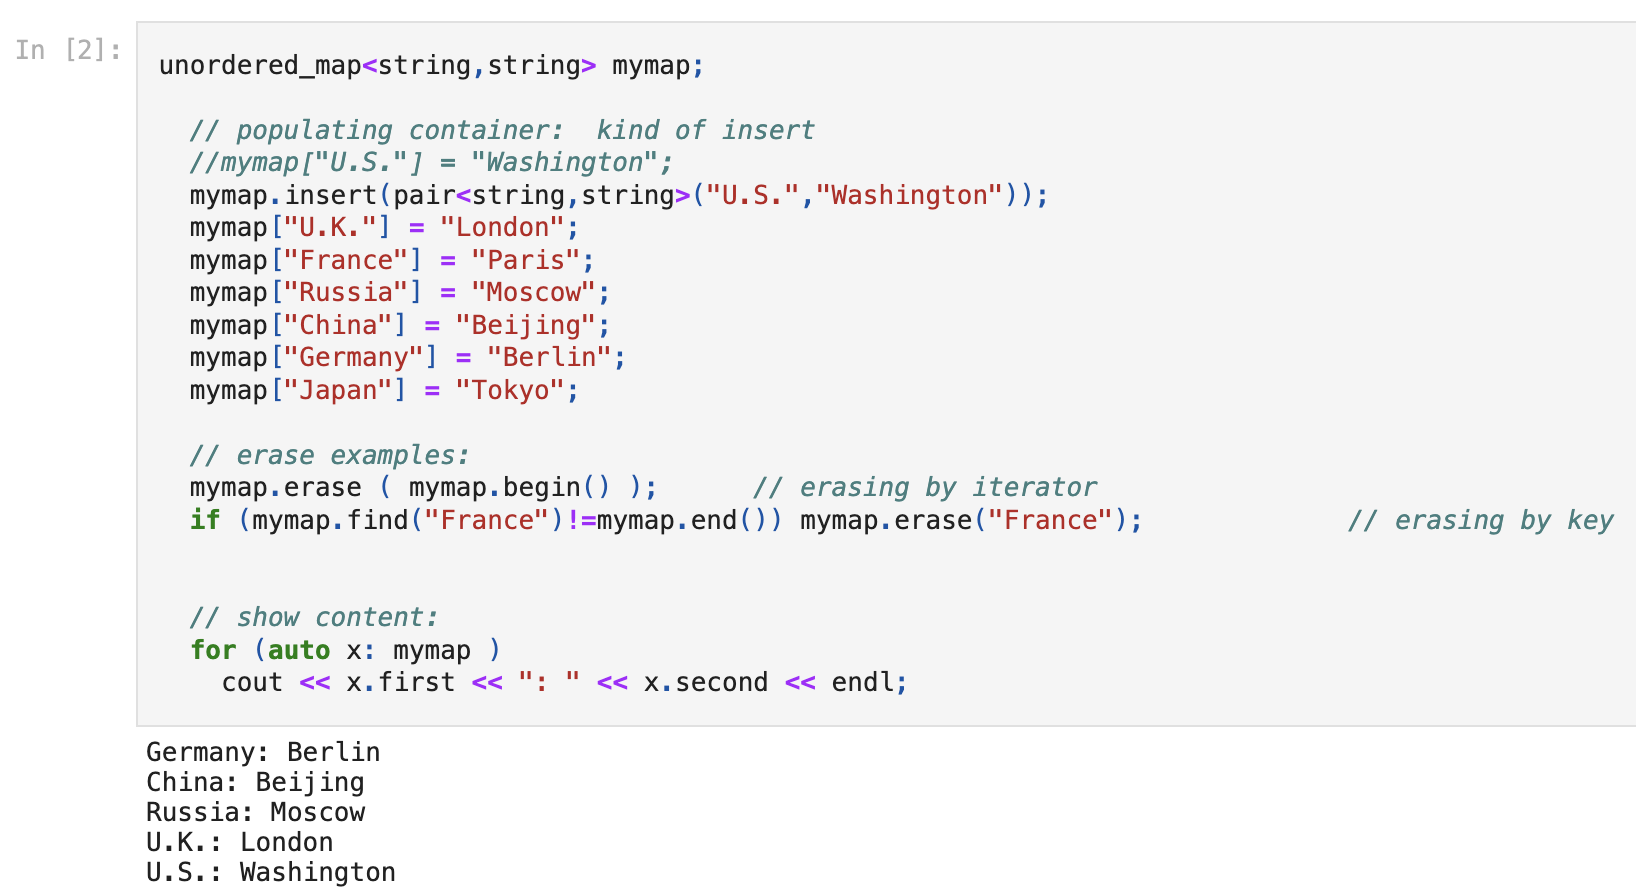 In [2]:
unordered_map<string,string> mymap;
// populating container:  kind of insert
//mymap["U.S."] = "Washington";
mymap.insert(pair<string,string>("U.S.","Washington"));
mymap["U.K."] = "London";
mymap["France"] = "Paris";
mymap["Russia"] = "Moscow";
mymap["China"] = "Beijing";
mymap["Germany"] = "Berlin";
mymap["Japan"] = "Tokyo";
// erase examples:
mymap.erase ( mymap.begin() );      // erasing by iterator
if (mymap.find("France")!=mymap.end()) mymap.erase("France");             // erasing by key
// show content:
for (auto x: mymap )
cout << x.first << ": " << x.second << endl;
Germany: Berlin
China: Beijing
Russia: Moscow
U.K.: London
U.S.: Washington